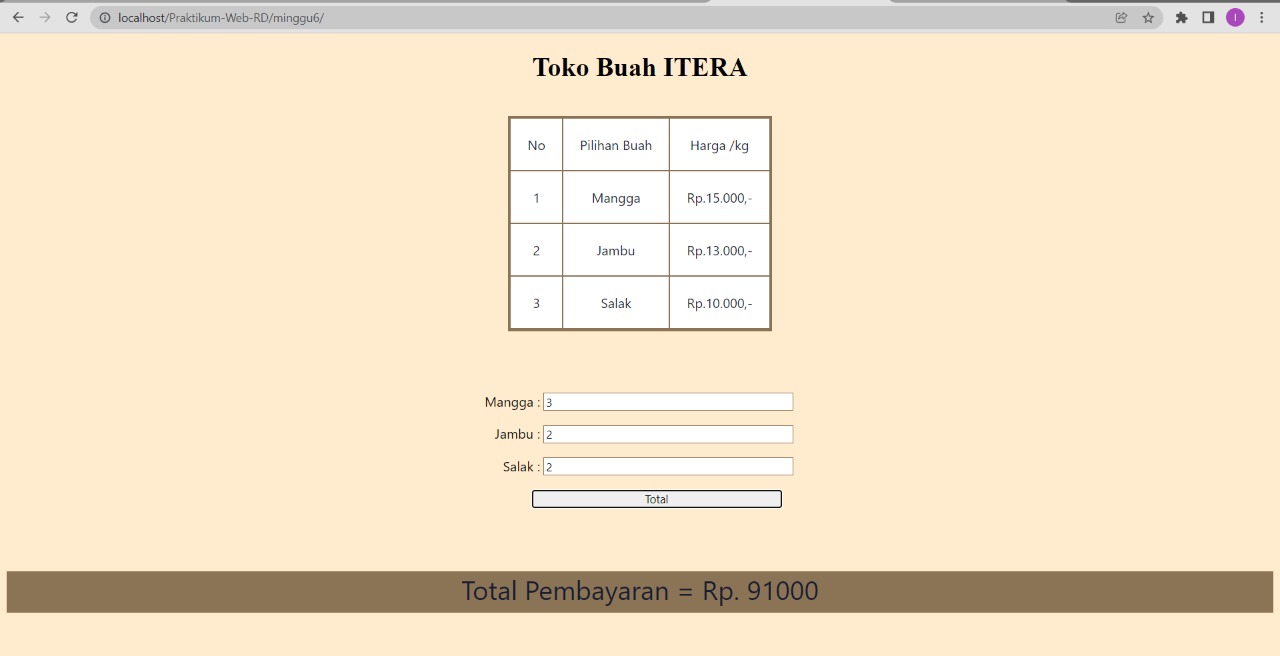 localhost/Praktikum-Web-RD/minggu6/
I
Toko Buah ITERA
No Pilihan Buah Harga /kg
1 Mangga Rp.15.000,-
2 Jambu Rp.13.000,-
3 Salak Rp.10.000,-
Mangga : 3
Jambu : 2
Salak : 2
Total
Total Pembayaran = Rp. 91000